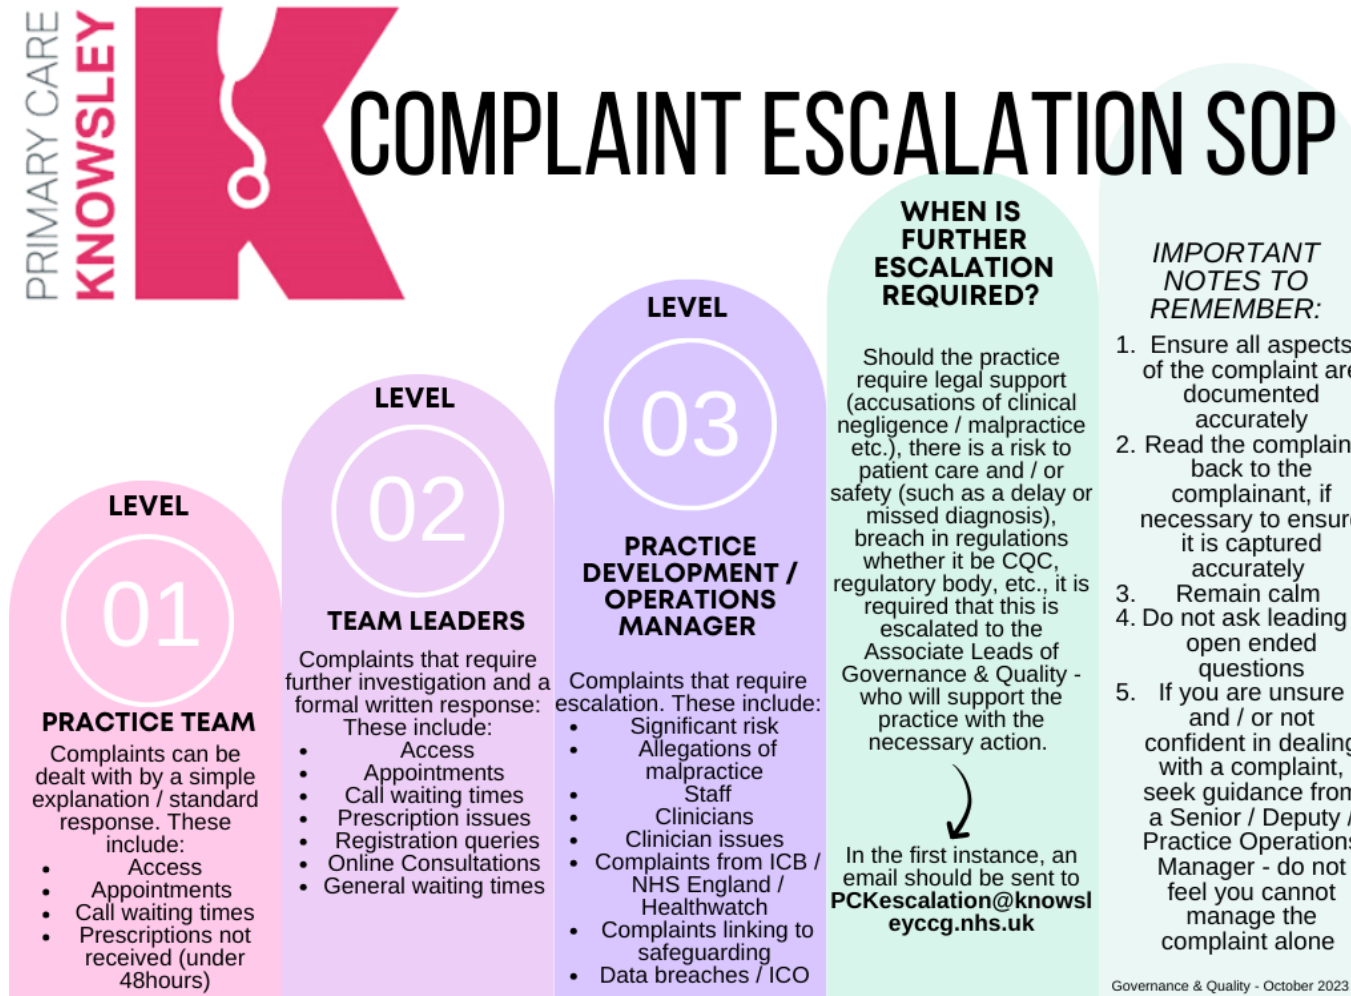 PRIMARY CARE
KNOWSLEY
COMPLAINT ESCALATION SOP
LEVEL
01
PRACTICE TEAM
Complaints can be
dealt with by a simple
explanation / standard
response. These
include:
• Access
• Appointments
• Call waiting times
• Prescriptions not
received (under
48hours)
LEVEL
02
TEAM LEADERS
Complaints that require
further investigation and a
formal written response:
These include:
• Access
• Appointments
• Call waiting times
• Prescription issues
• Registration queries
• Online Consultations
• General waiting times
LEVEL
03
PRACTICE
DEVELOPMENT /
OPERATIONS
MANAGER
Complaints that require
escalation. These include:
• Significant risk
• Allegations of
malpractice
• Staff
• Clinicians
• Clinician issues
• Complaints from ICB /
NHS England /
Healthwatch
• Complaints linking to
safeguarding
• Data breaches / ICO
WHEN IS
FURTHER
ESCALATION
REQUIRED?
Should the practice
require legal support
(accusations of clinical
negligence / malpractice
etc.), there is a risk to
patient care and / or
safety (such as a delay or
missed diagnosis),
breach in regulations
whether it be CQC,
regulatory body, etc., it is
required that this is
escalated to the
Associate Leads of
Governance & Quality -
who will support the
practice with the
necessary action.
In the first instance, an
email should be sent to
PCKescalation@knowsl
eyccg.nhs.uk
IMPORTANT
NOTES TO
REMEMBER:
1. Ensure all aspects
of the complaint are
documented
accurately
2. Read the complain
back to the
complainant, if
necessary to ensure
it is captured
accurately
3. Remain calm
4. Do not ask leading
open ended
questions
5. If you are unsure
and / or not
confident in dealing
with a complaint,
seek guidance from
a Senior / Deputy /
Practice Operations
Manager - do not
feel you cannot
manage the
complaint alone
Governance & Quality - October 2023